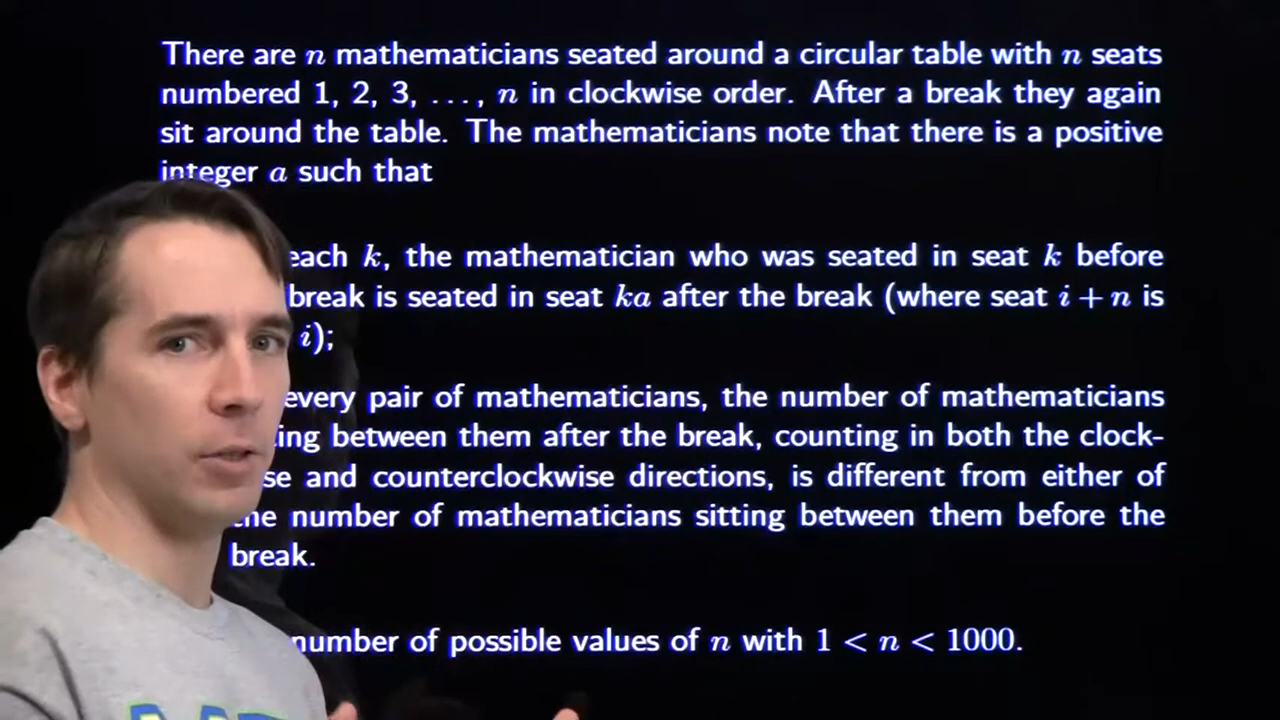 There are n mathematicians seated around a circular table with n seats
numbered 1, 2, 3, …, n in clockwise order. After a break they again
sit around the table. The mathematicians note that there is a positive
integer a such that
each k, the mathematician who was seated in seat k before
break is seated in seat ka after the break (where seat i + n is
i);
every pair of mathematicians, the number of mathematicians
between them after the break, counting in both the clock-
and counterclockwise directions, is different from either of
the number of mathematicians sitting between them before the
break.
number of possible values of n with 1 < n < 1000.